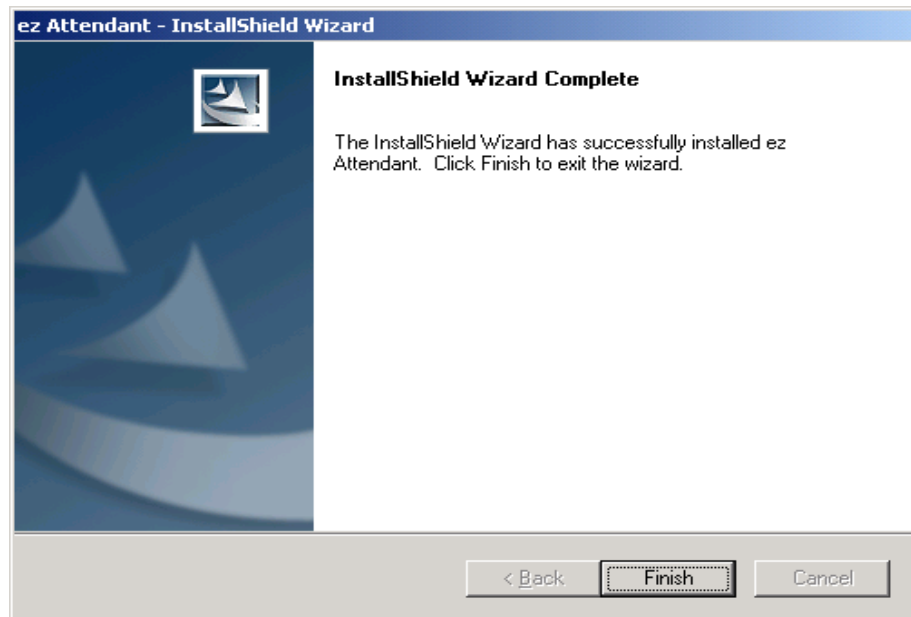 ez Attendant - InstallShield Wizard
InstallShield Wizard Complete
The InstallShield Wizard has successfully installed ez
Attendant. Click Finish to exit the wizard.
< Back
Finish
Cancel